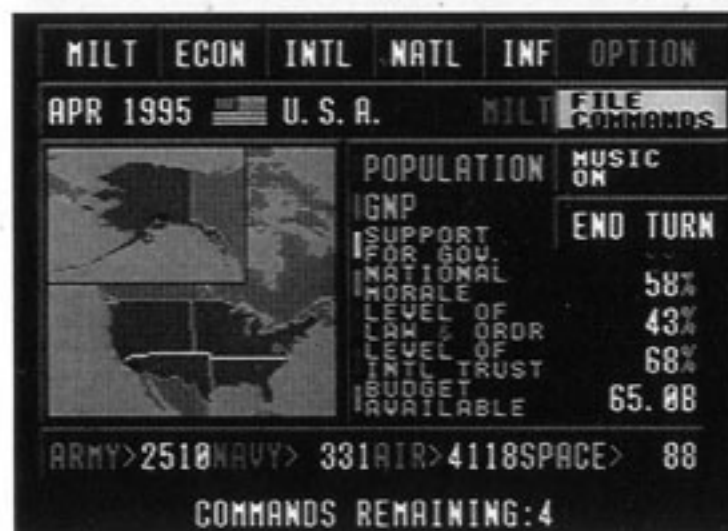 MILT ECON INTL NATL INF OPTION
APR 1995 U.S.A. MILT
FILE
COMMANDS
MUSIC
ON
END TURN
POPULATION
GNP
SUPPORT
FOR GOV.
NATIONAL
MORALE 58%
LEVEL OF
LAW & ORDR 43%
LEVEL OF
INTL TRUST 68%
BUDGET
AVAILABLE 65.0B
ARMY>2510NAVY> 331AIR>4118SPACE> 88
COMMANDS REMAINING:4